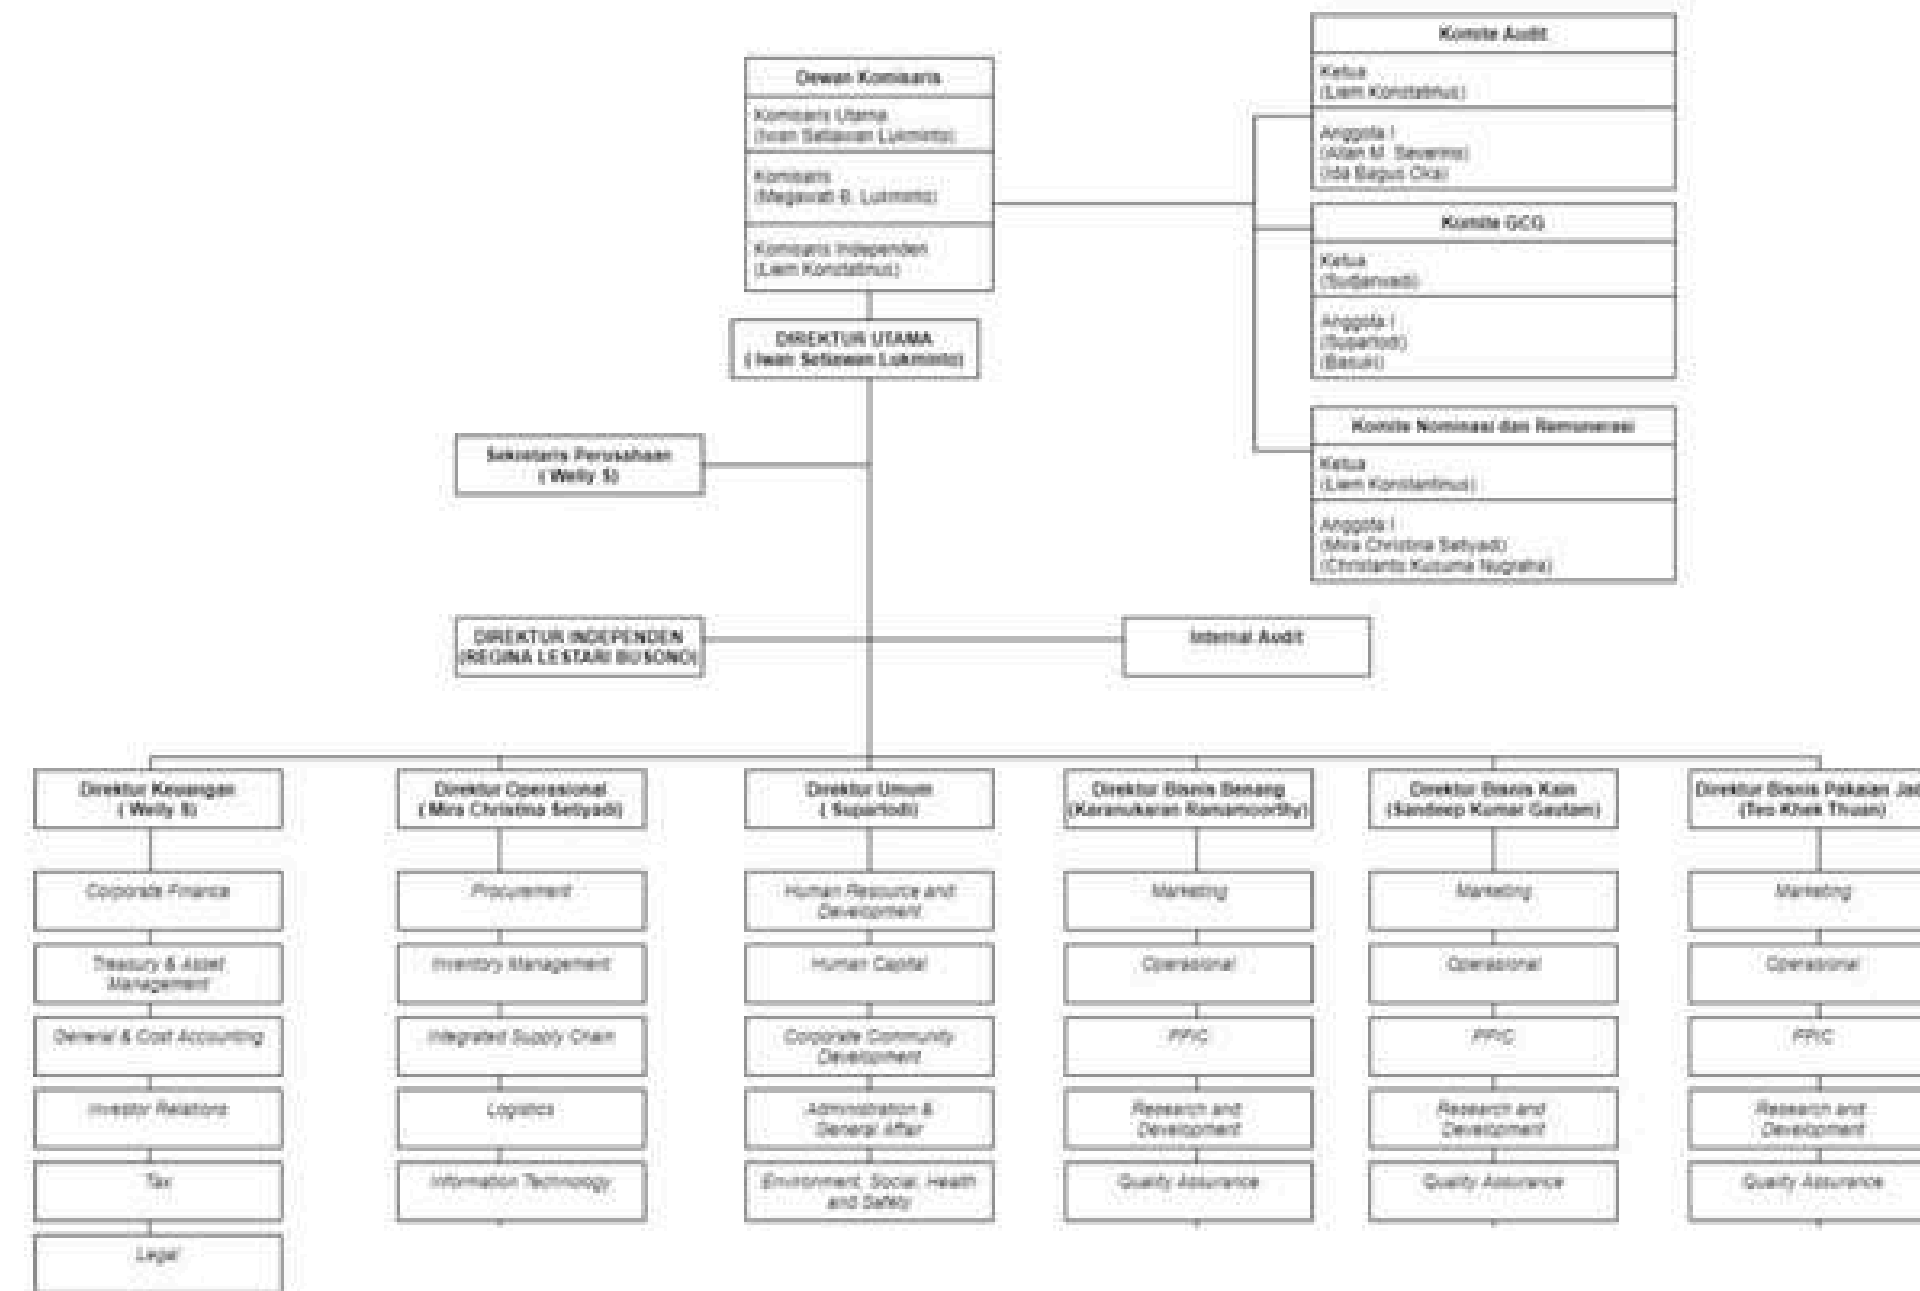 Dewan Komisaris
Komisaris Utama
(Iwan Setiawan Lukminto)
Komisaris
(Megawati B. Lukminto)
Komisaris Independen
(Liem Konstatinus)
Komite Audit
Ketua
(Liem Konstatinus)
Anggota I
(Allan M. Severino)
(Ida Bagus Oka)
Komite GCG
Ketua
(Sudjarwadi)
Anggota I
(Supartodi)
(Basuki)
Komite Nominasi dan Remunerasi
Ketua
(Liem Konstantinus)
Anggota I
(Mira Christina Setiyadi)
(Christanto Kusuma Nugraha)
DIREKTUR UTAMA
( Iwan Setiawan Lukminto)
Sekretaris Perusahaan
( Welly S)
DIREKTUR INDEPENDEN
(REGINA LESTARI BUSONO)
Internal Audit
Direktur Keuangan
( Welly S)
Corporate Finance
Treasury & Asset
Management
General & Cost Accounting
Investor Relations
Tax
Legal
Direktur Operasional
( Mira Christina Setiyadi)
Procurement
Inventory Management
Integrated Supply Chain
Logistics
Information Technology
Direktur Umum
( Supartodi)
Human Resource and
Development
Human Capital
Corporate Community
Development
Administration &
General Affair
Environment, Social, Health
and Safety
Direktur Bisnis Benang
(Karanukaran Ramamoorthy)
Marketing
Operasional
PPIC
Research and
Development
Quality Assurance
Direktur Bisnis Kain
(Sandeep Kumar Gautam)
Marketing
Operasional
PPIC
Research and
Development
Quality Assurance
Direktur Bisnis Pakaian Jad
(Teo Khek Thuan)
Marketing
Operasional
PPIC
Research and
Development
Quality Assurance